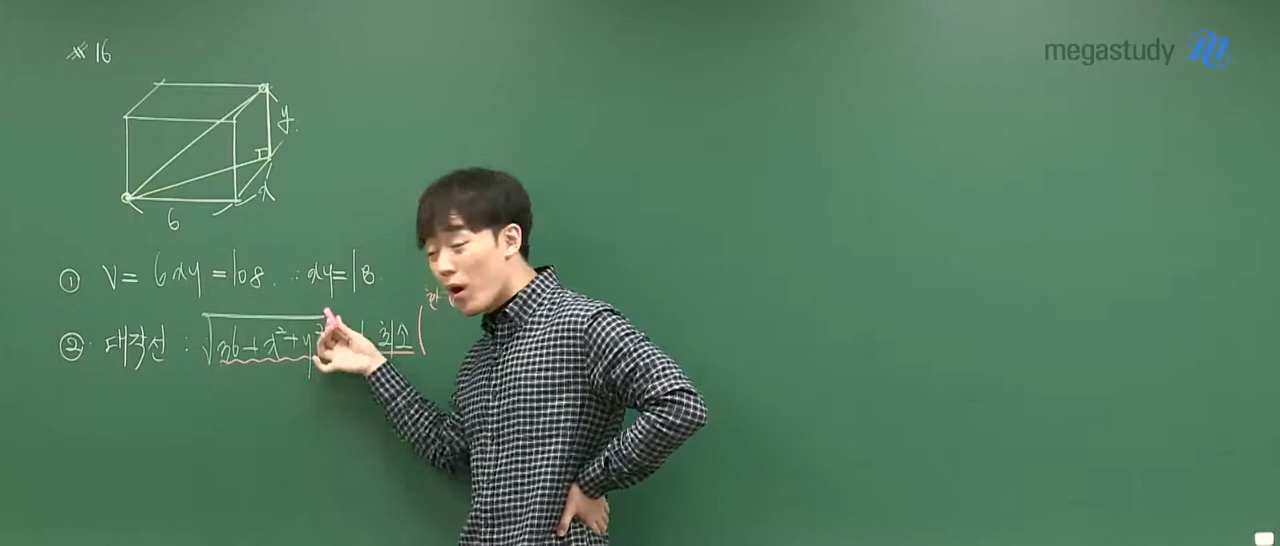 ※ 16
megastudy
y
x
6
① V = 6xy = 108 ∴ xy = 18
② 대각선 : √36+x²+y² 최소